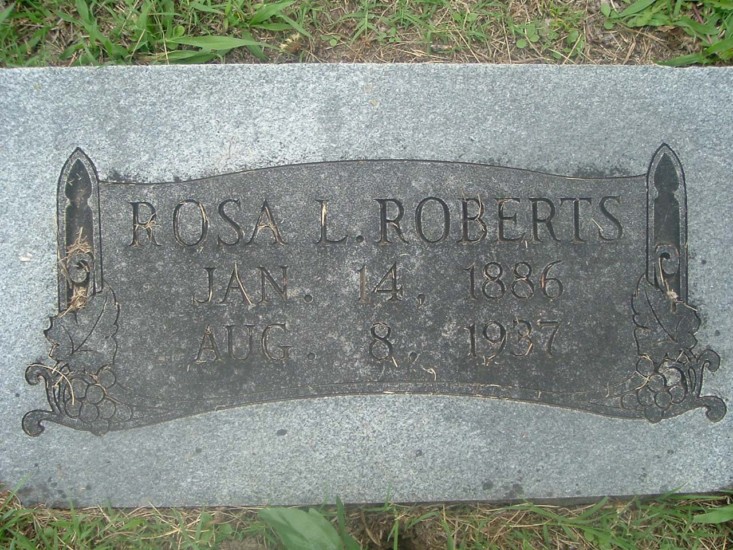 ROSA L. ROBERTS
JAN. 14, 1886
AUG. 8, 1937